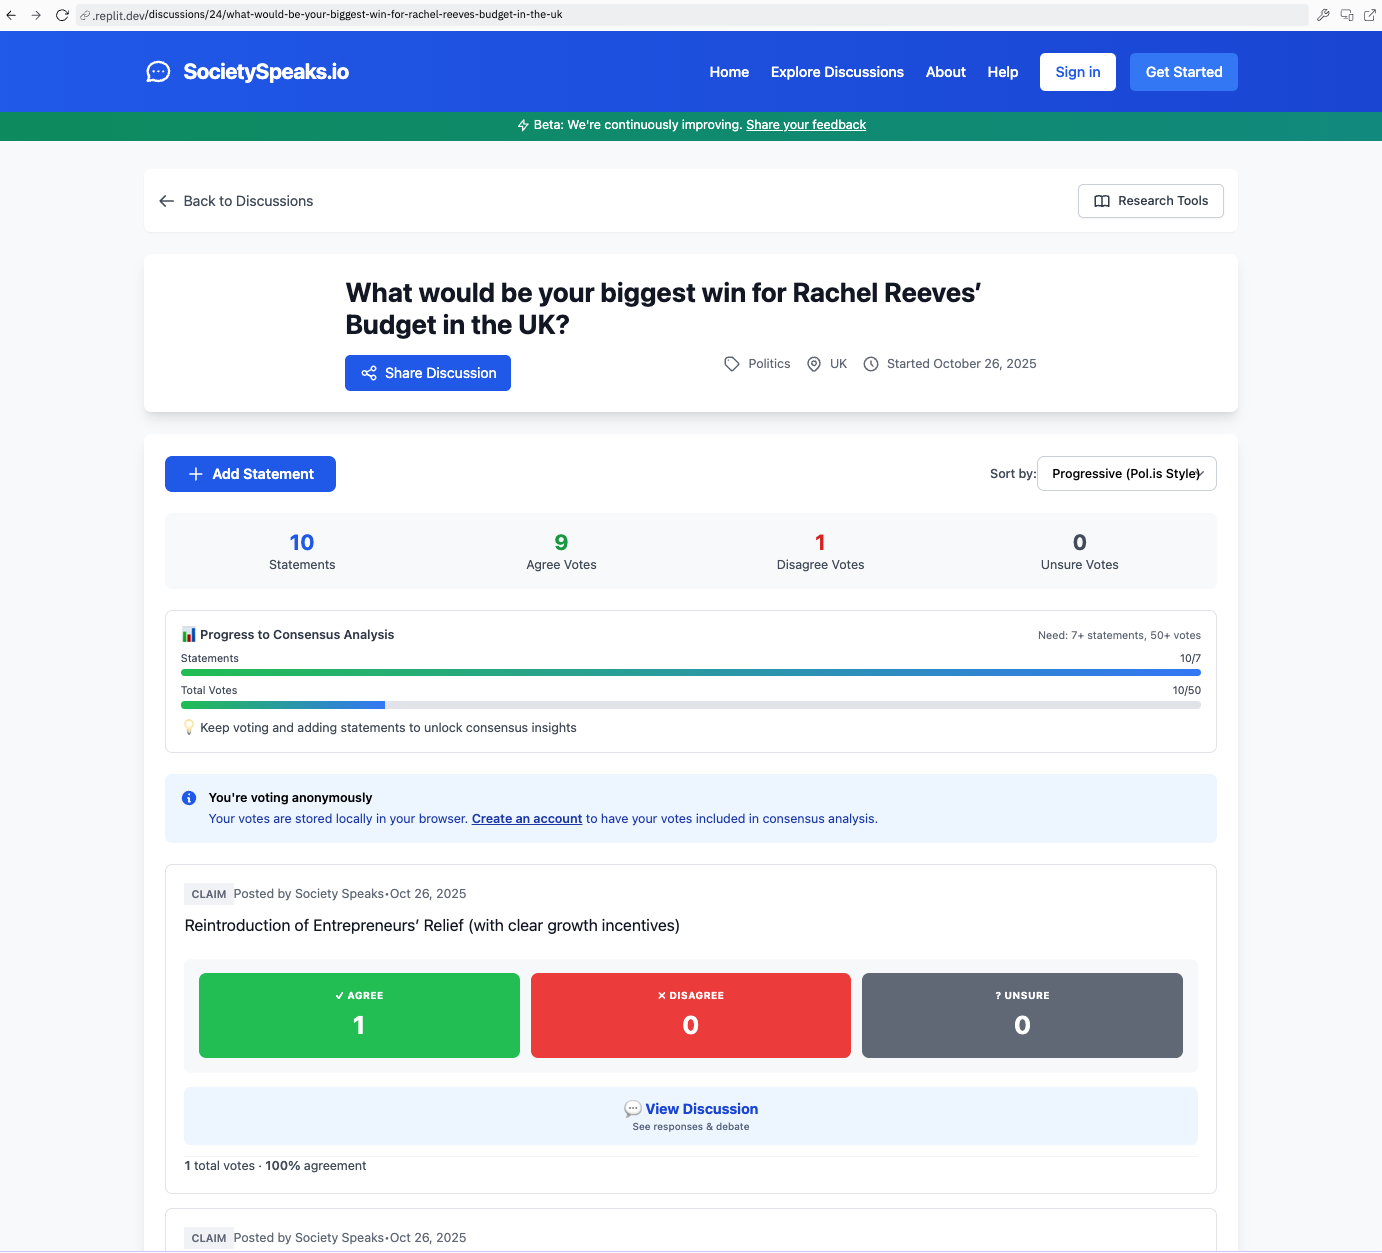 .replit.dev/discussions/24/what-would-be-your-biggest-win-for-rachel-reeves-budget-in-the-uk
SocietySpeaks.io
Home
Explore Discussions
About
Help
Sign in
Get Started
Beta: We're continuously improving. Share your feedback
Back to Discussions
Research Tools
What would be your biggest win for Rachel Reeves’
Budget in the UK?
Share Discussion
Politics
UK
Started October 26, 2025
Add Statement
Sort by:
Progressive (Pol.is Style)
10
Statements
9
Agree Votes
1
Disagree Votes
0
Unsure Votes
Progress to Consensus Analysis
Need: 7+ statements, 50+ votes
Statements
10/7
Total Votes
10/50
Keep voting and adding statements to unlock consensus insights
You're voting anonymously
Your votes are stored locally in your browser. Create an account to have your votes included in consensus analysis.
CLAIM Posted by Society Speaks•Oct 26, 2025
Reintroduction of Entrepreneurs’ Relief (with clear growth incentives)
✓ AGREE
1
✕ DISAGREE
0
? UNSURE
0
View Discussion
See responses & debate
1 total votes · 100% agreement
CLAIM Posted by Society Speaks•Oct 26, 2025